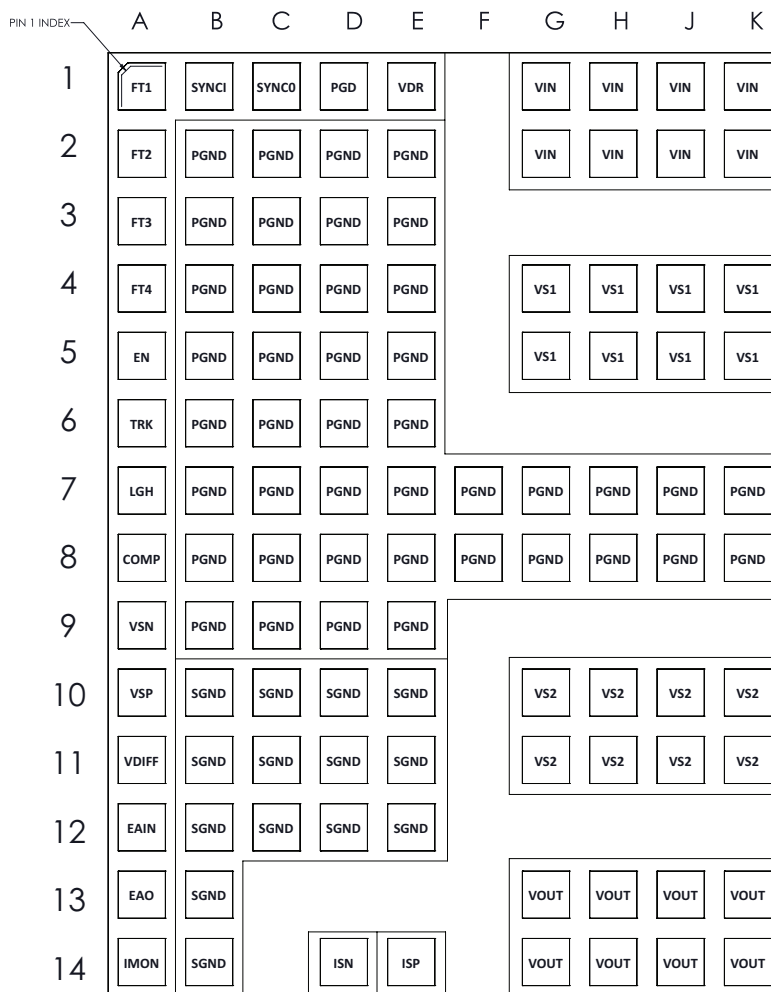 PIN 1 INDEX A B C D E F G H J K
1 FT1 SYNCI SYNCO PGD VDR VIN VIN VIN VIN
2 FT2 PGND PGND PGND PGND VIN VIN VIN VIN
3 FT3 PGND PGND PGND PGND
4 FT4 PGND PGND PGND PGND VS1 VS1 VS1 VS1
5 EN PGND PGND PGND PGND VS1 VS1 VS1 VS1
6 TRK PGND PGND PGND PGND
7 LGH PGND PGND PGND PGND PGND PGND PGND PGND PGND
8 COMP PGND PGND PGND PGND PGND PGND PGND PGND PGND
9 VSN PGND PGND PGND PGND
10 VSP SGND SGND SGND SGND VS2 VS2 VS2 VS2
11 VDIFF SGND SGND SGND SGND VS2 VS2 VS2 VS2
12 EAIN SGND SGND SGND SGND
13 EAO SGND VOUT VOUT VOUT VOUT
14 IMON SGND ISN ISP VOUT VOUT VOUT VOUT